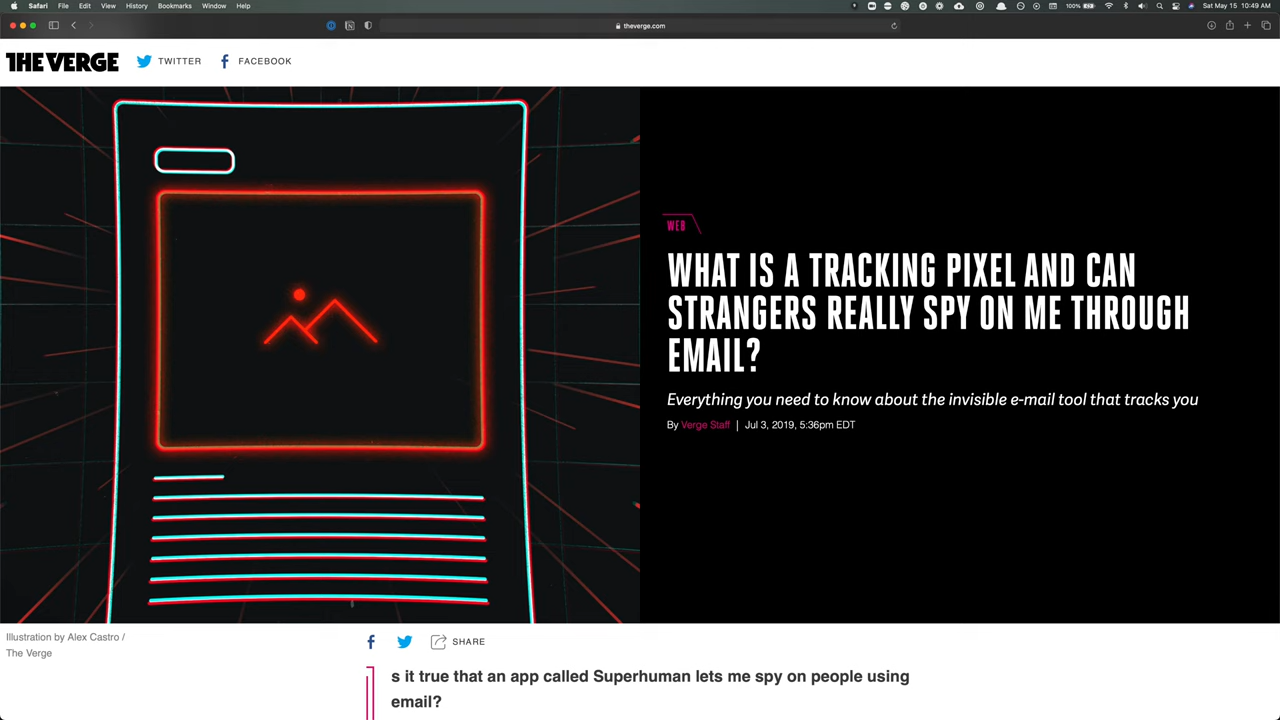 Safari File Edit View History Bookmarks Window Help 100% Sat May 15 10:49 AM
theverge.com
THE VERGE TWITTER FACEBOOK
WEB
WHAT IS A TRACKING PIXEL AND CAN
STRANGERS REALLY SPY ON ME THROUGH
EMAIL?
Everything you need to know about the invisible e-mail tool that tracks you
By Verge Staff | Jul 3, 2019, 5:36pm EDT
Illustration by Alex Castro /
The Verge
SHARE
Is it true that an app called Superhuman lets me spy on people using
email?